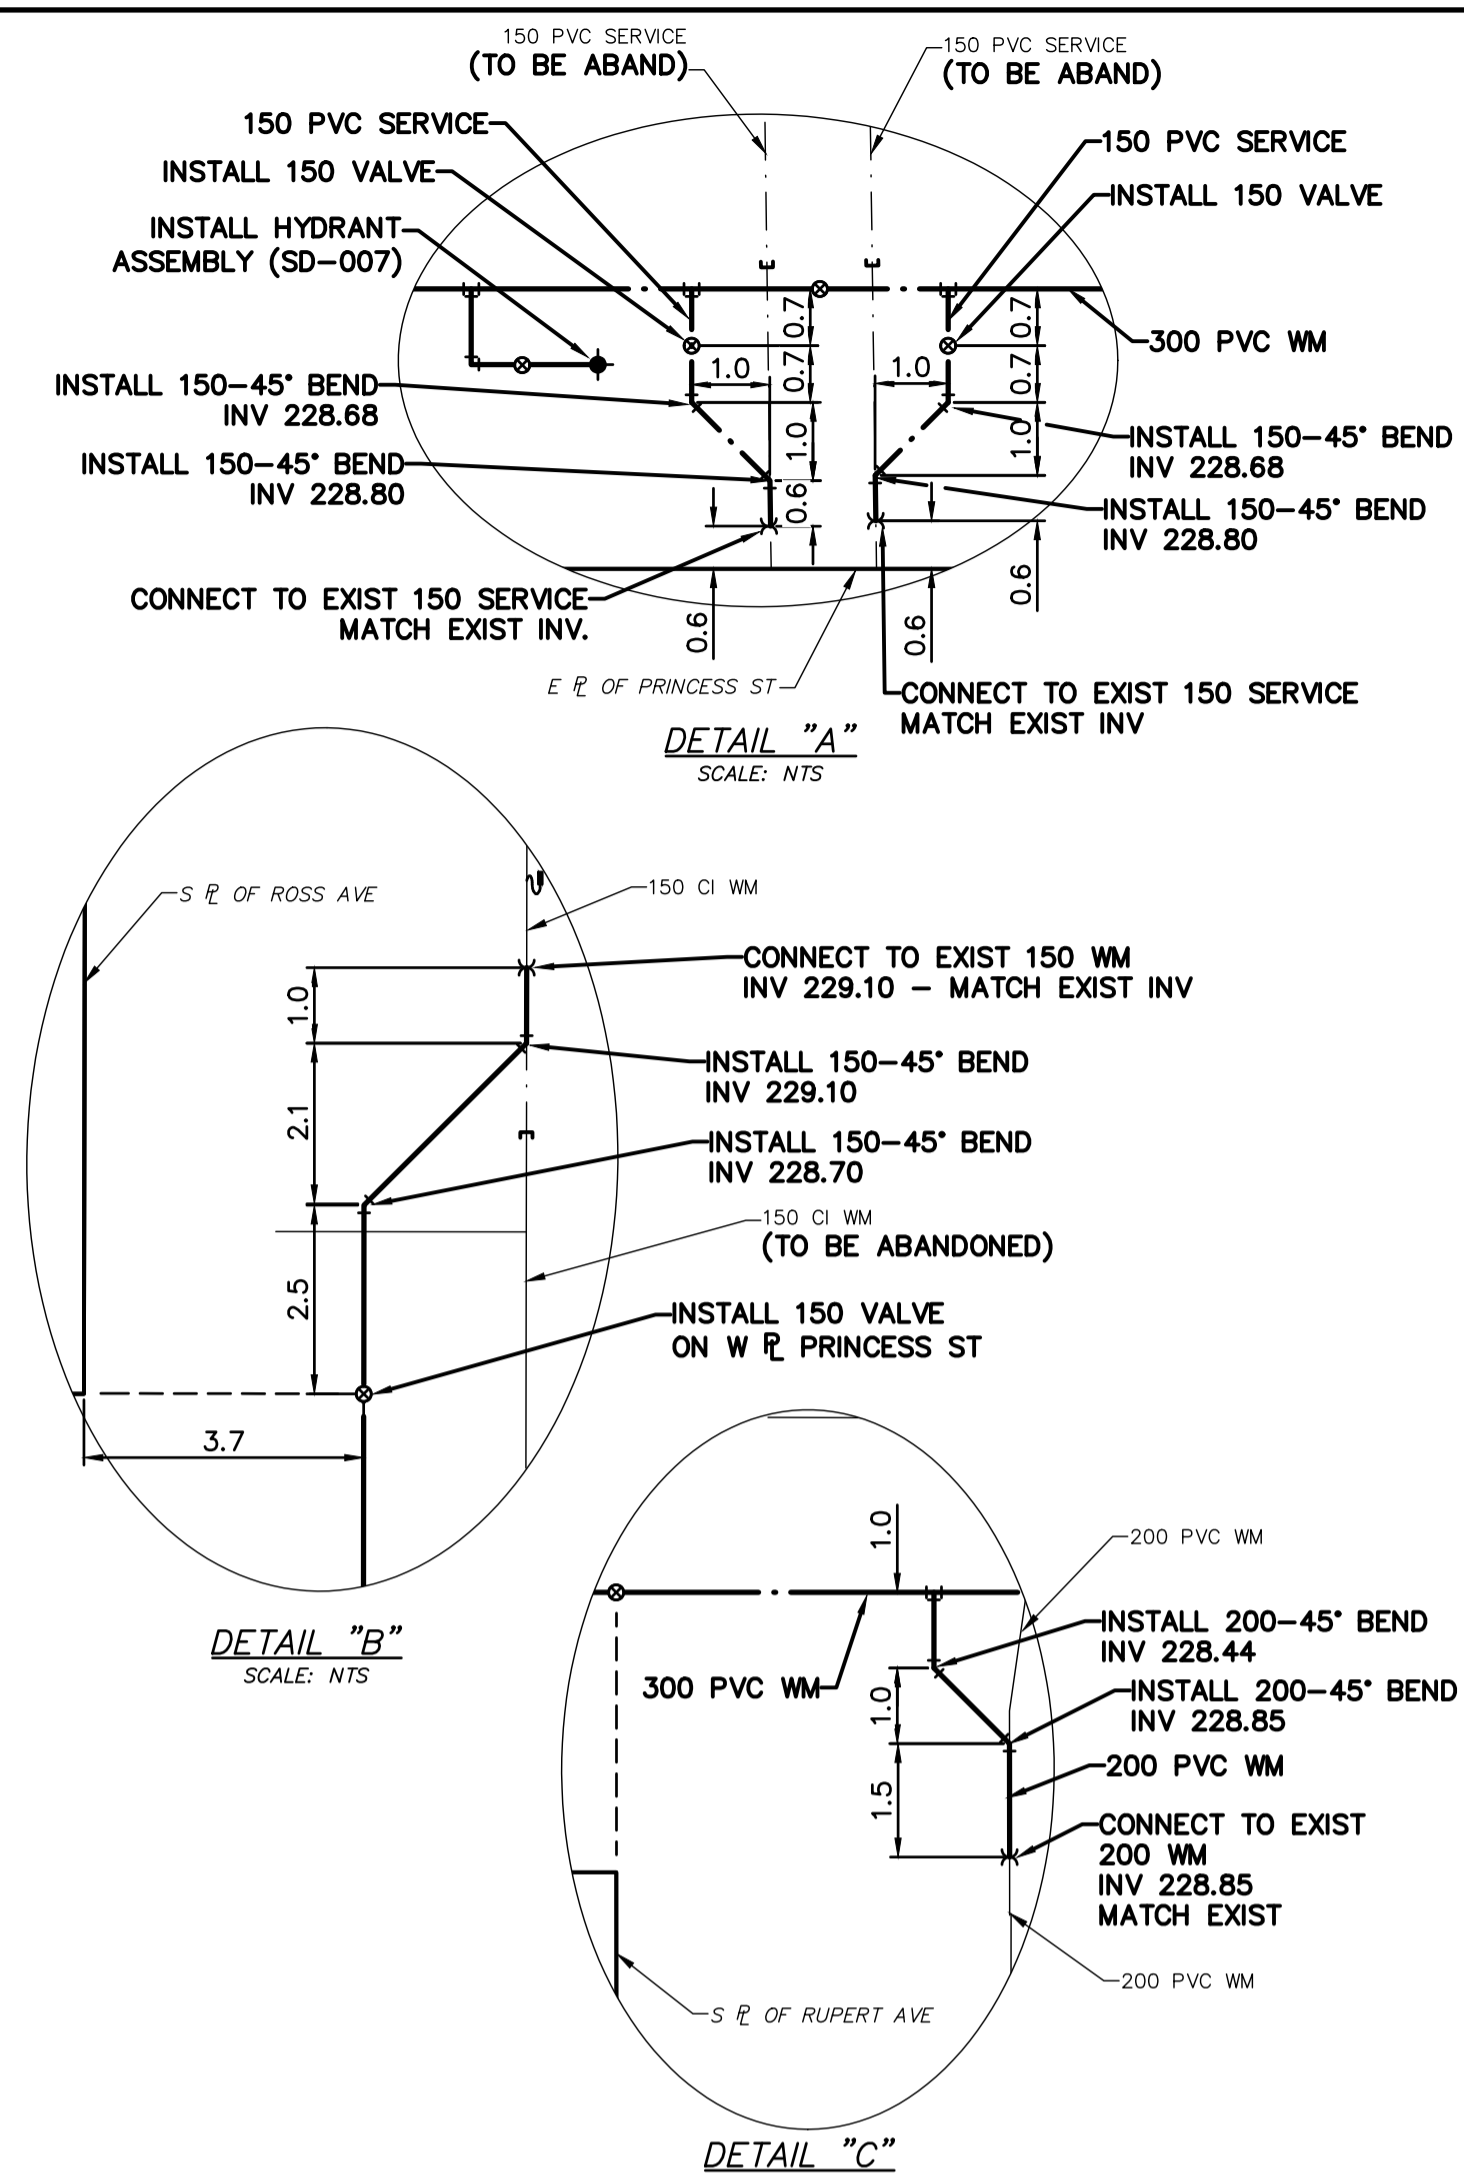 150 PVC SERVICE
(TO BE ABAND)
150 PVC SERVICE
(TO BE ABAND)
150 PVC SERVICE
INSTALL 150 VALVE
INSTALL HYDRANT
ASSEMBLY (SD-007)
150 PVC SERVICE
INSTALL 150 VALVE
0.7
0.7
300 PVC WM
1.0
0.7
1.0
0.7
INSTALL 150-45° BEND
INV 228.68
INSTALL 150-45° BEND
INV 228.80
1.0
0.6
1.0
INSTALL 150-45° BEND
INV 228.68
INSTALL 150-45° BEND
INV 228.80
CONNECT TO EXIST 150 SERVICE
MATCH EXIST INV.
0.6
0.6
0.6
E ⅊ OF PRINCESS ST
CONNECT TO EXIST 150 SERVICE
MATCH EXIST INV
DETAIL "A"
SCALE: NTS
S ⅊ OF ROSS AVE
150 CI WM
1.0
CONNECT TO EXIST 150 WM
INV 229.10 - MATCH EXIST INV
2.1
INSTALL 150-45° BEND
INV 229.10
INSTALL 150-45° BEND
INV 228.70
150 CI WM
(TO BE ABANDONED)
2.5
INSTALL 150 VALVE
ON W ⅊ PRINCESS ST
3.7
DETAIL "B"
SCALE: NTS
1.0
200 PVC WM
300 PVC WM
1.0
INSTALL 200-45° BEND
INV 228.44
INSTALL 200-45° BEND
INV 228.85
200 PVC WM
1.5
CONNECT TO EXIST
200 WM
INV 228.85
MATCH EXIST
200 PVC WM
S ⅊ OF RUPERT AVE
DETAIL "C"